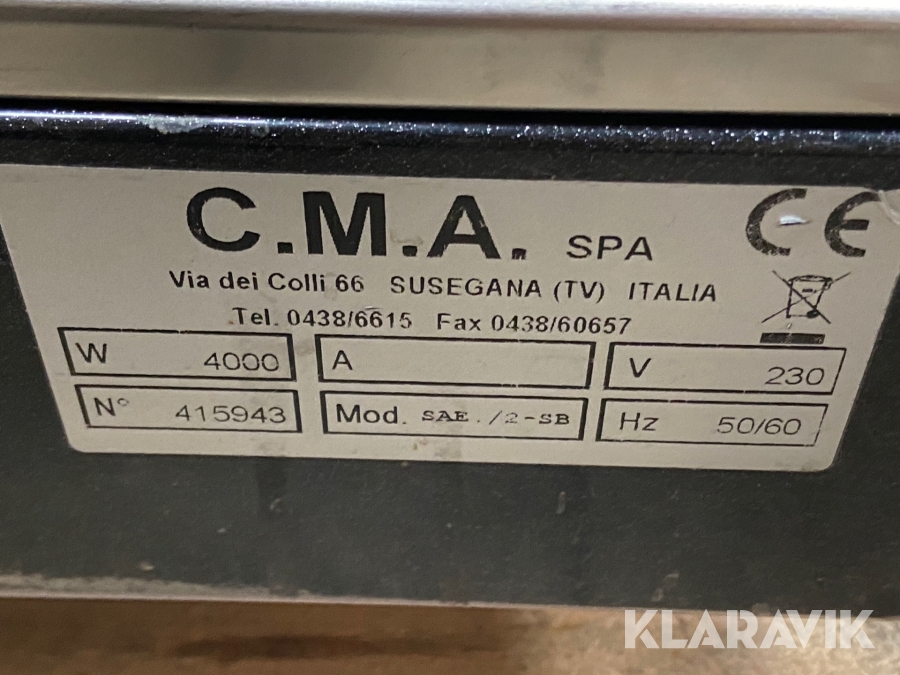 C.M.A. SPA CE
Via dei Colli 66 SUSEGANA (TV) ITALIA
Tel. 0438/6615 Fax 0438/60657
W 4000 A V 230
N° 415943 Mod. SAE./2-SB Hz 50/60
KLARAVIK